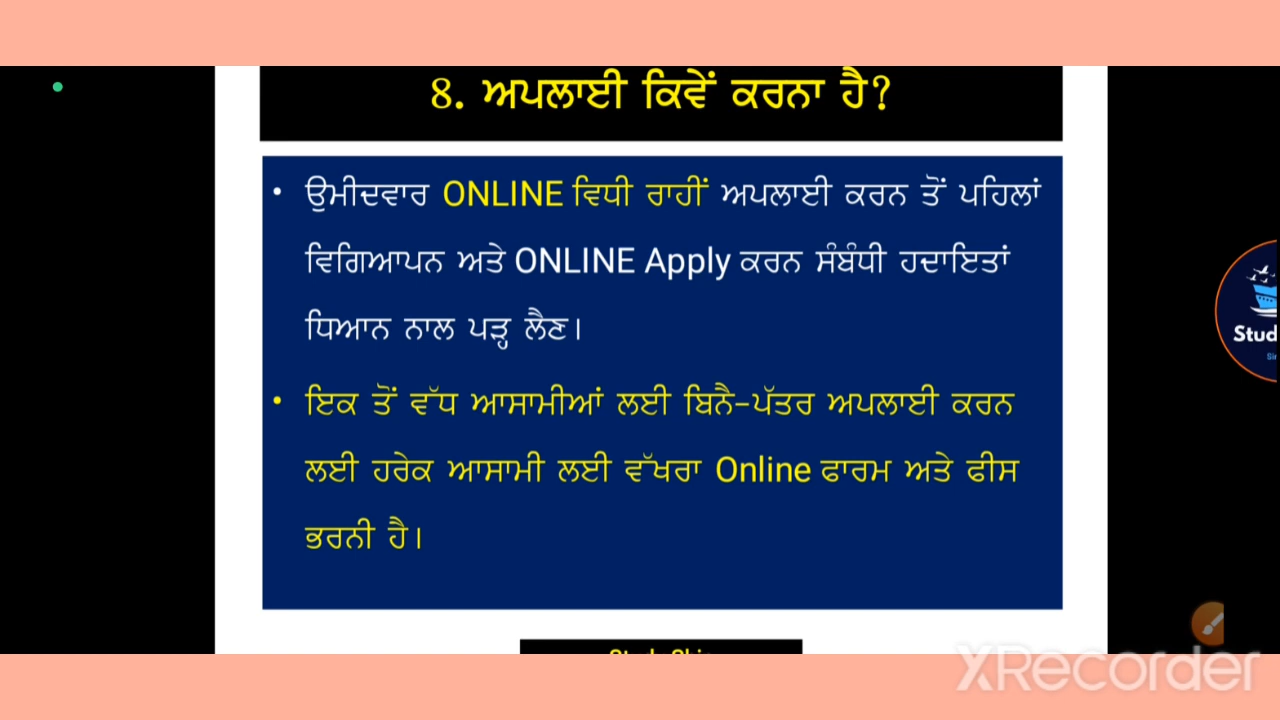 8. ਅਪਲਾਈ ਕਿਵੇਂ ਕਰਨਾ ਹੈ?
• ਉਮੀਦਵਾਰ ONLINE ਵਿਧੀ ਰਾਹੀਂ ਅਪਲਾਈ ਕਰਨ ਤੋਂ ਪਹਿਲਾਂ
ਵਿਗਿਆਪਨ ਅਤੇ ONLINE Apply ਕਰਨ ਸੰਬੰਧੀ ਹਦਾਇਤਾਂ
ਧਿਆਨ ਨਾਲ ਪੜ੍ਹ ਲੈਣ।
• ਇਕ ਤੋਂ ਵੱਧ ਆਸਾਮੀਆਂ ਲਈ ਬਿਨੈ-ਪੱਤਰ ਅਪਲਾਈ ਕਰਨ
ਲਈ ਹਰੇਕ ਆਸਾਮੀ ਲਈ ਵੱਖਰਾ Online ਫਾਰਮ ਅਤੇ ਫੀਸ
ਭਰਨੀ ਹੈ।
Stud
XRecorder